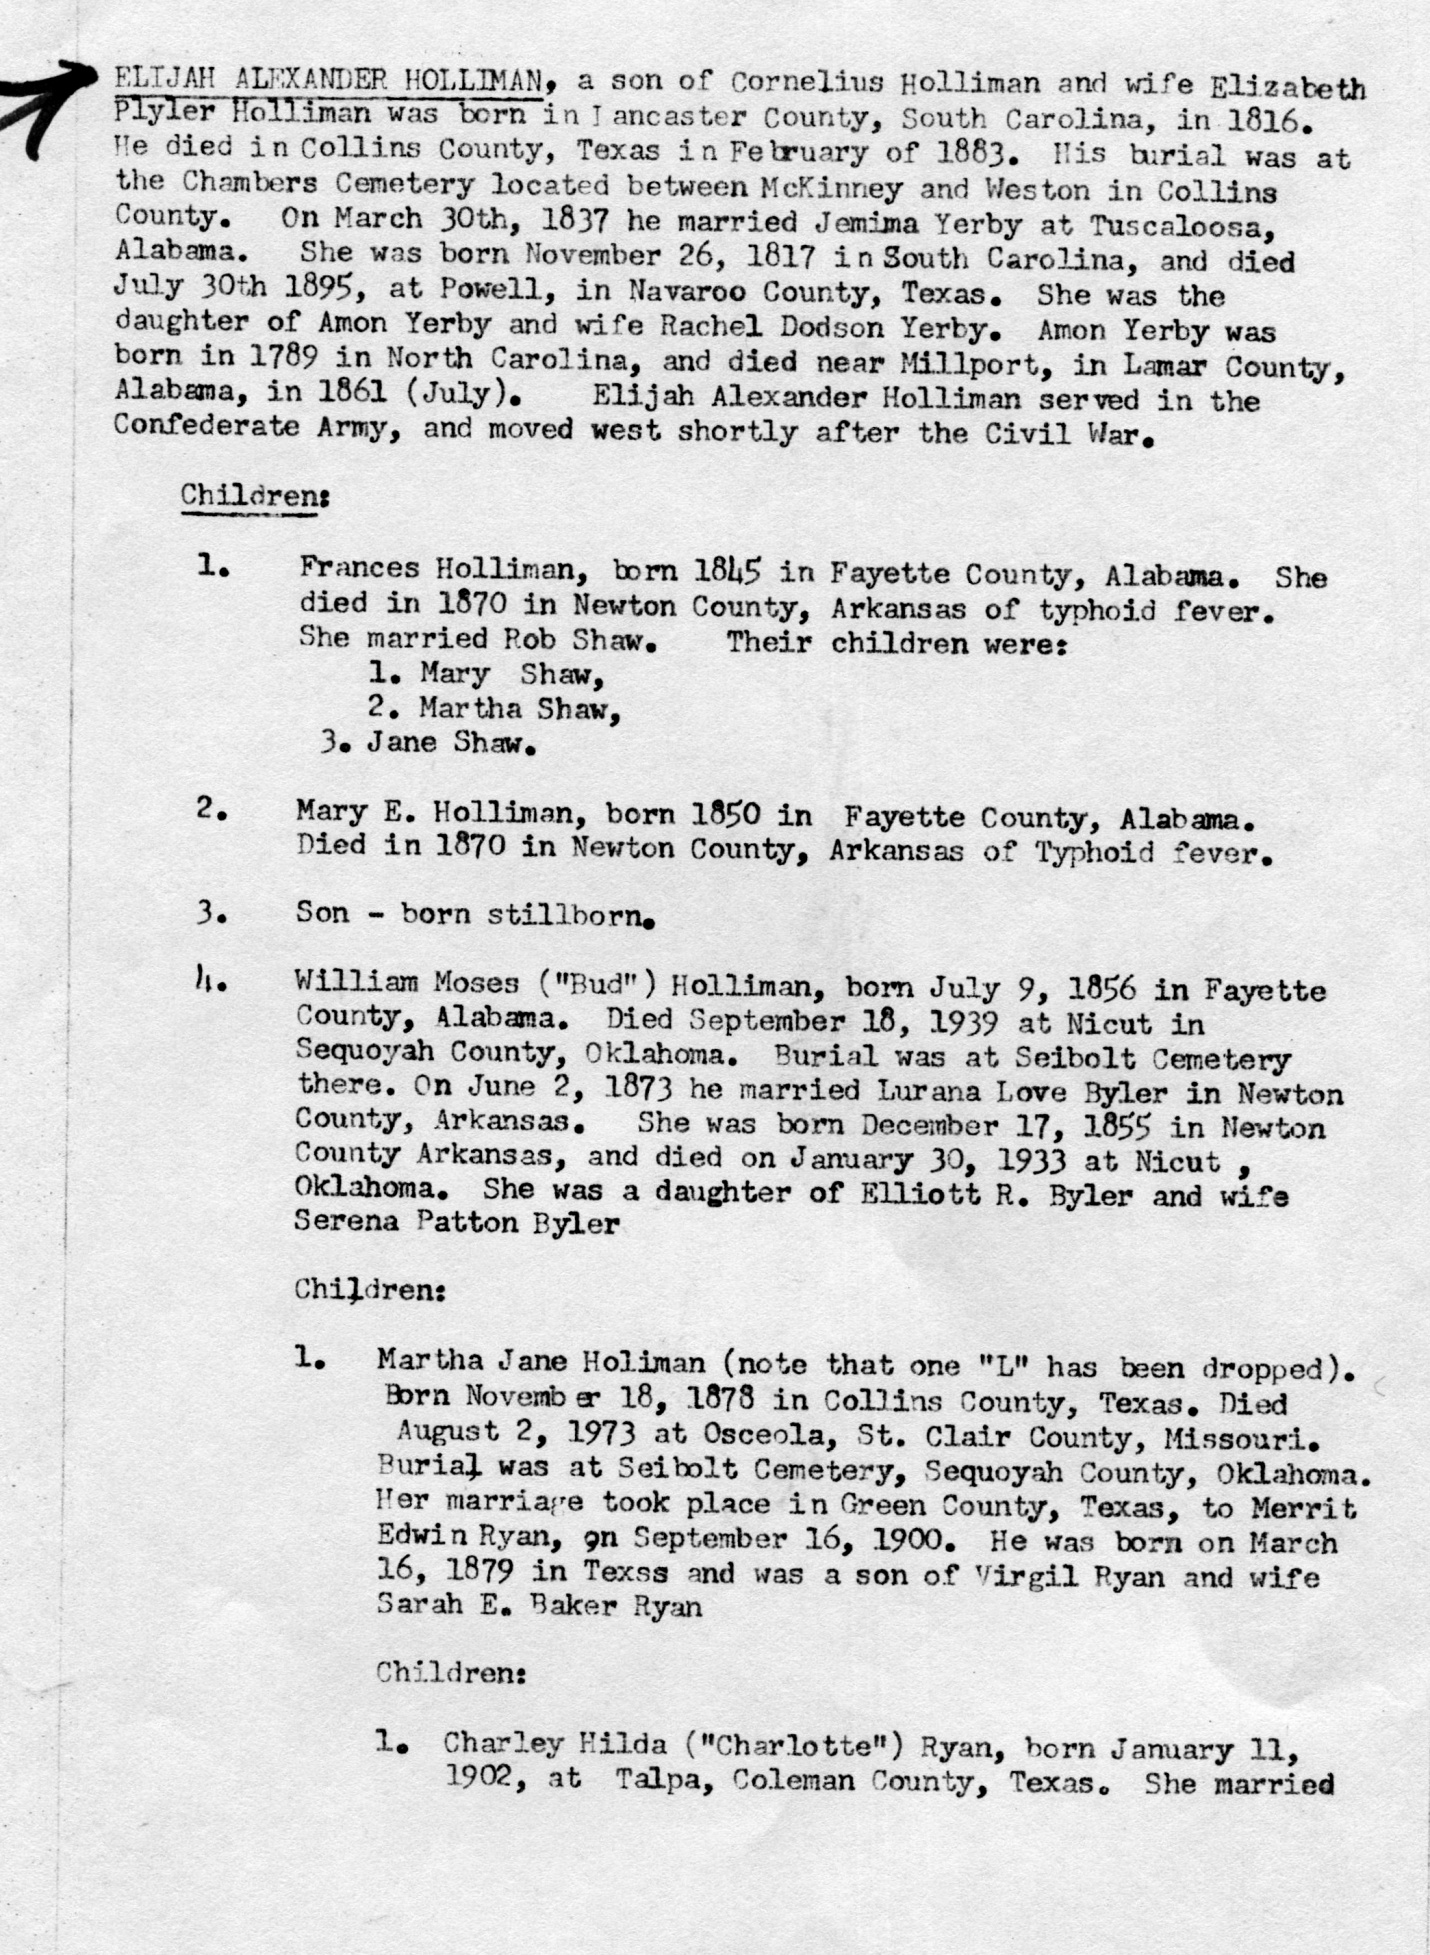 ELIJAH ALEXANDER HOLLIMAN, a son of Cornelius Holliman and wife Elizabeth
Plyler Holliman was born in Lancaster County, South Carolina, in 1816.
He died in Collins County, Texas in February of 1883. His burial was at
the Chambers Cemetery located between McKinney and Weston in Collins
County. On March 30th, 1837 he married Jemima Yerby at Tuscaloosa,
Alabama. She was born November 26, 1817 in South Carolina, and died
July 30th 1895, at Powell, in Navaroo County, Texas. She was the
daughter of Amon Yerby and wife Rachel Dodson Yerby. Amon Yerby was
born in 1789 in North Carolina, and died near Millport, in Lamar County,
Alabama, in 1861 (July). Elijah Alexander Holliman served in the
Confederate Army, and moved west shortly after the Civil War.
Children:
1. Frances Holliman, born 1845 in Fayette County, Alabama. She
died in 1870 in Newton County, Arkansas of typhoid fever.
She married Rob Shaw. Their children were:
1. Mary Shaw,
2. Martha Shaw,
3. Jane Shaw.
2. Mary E. Holliman, born 1850 in Fayette County, Alabama.
Died in 1870 in Newton County, Arkansas of Typhoid fever.
3. Son - born stillborn.
4. William Moses ("Bud") Holliman, born July 9, 1856 in Fayette
County, Alabama. Died September 18, 1939 at Nicut in
Sequoyah County, Oklahoma. Burial was at Seibolt Cemetery
there. On June 2, 1873 he married Lurana Love Byler in Newton
County, Arkansas. She was born December 17, 1855 in Newton
County Arkansas, and died on January 30, 1933 at Nicut ,
Oklahoma. She was a daughter of Elliott R. Byler and wife
Serena Patton Byler
Children:
1. Martha Jane Holiman (note that one "L" has been dropped).
Born November 18, 1878 in Collins County, Texas. Died
August 2, 1973 at Osceola, St. Clair County, Missouri.
Burial was at Seibolt Cemetery, Sequoyah County, Oklahoma.
Her marriage took place in Green County, Texas, to Merrit
Edwin Ryan, on September 16, 1900. He was born on March
16, 1879 in Texss and was a son of Virgil Ryan and wife
Sarah E. Baker Ryan
Children:
1. Charley Hilda ("Charlotte") Ryan, born January 11,
1902, at Talpa, Coleman County, Texas. She married